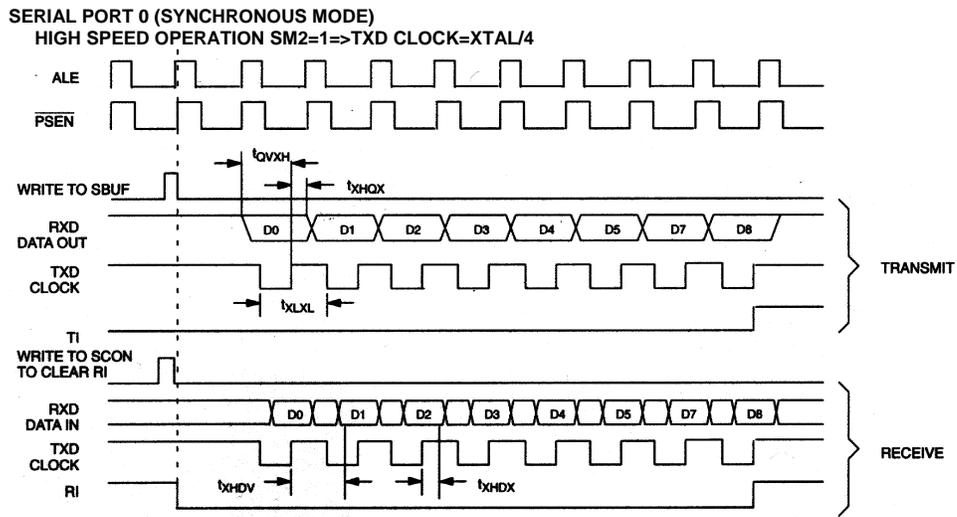 SERIAL PORT 0 (SYNCHRONOUS MODE)
HIGH SPEED OPERATION SM2=1=>TXD CLOCK=XTAL/4
ALE
PSEN
tQVXH
WRITE TO SBUF
tXHQX
RXD
DATA OUT
D0 D1 D2 D3 D4 D5 D7 D8
TXD
CLOCK
TRANSMIT
tXLXL
TI
WRITE TO SCON
TO CLEAR RI
RXD
DATA IN
D0 D1 D2 D3 D4 D5 D7 D8
TXD
CLOCK
RECEIVE
tXHDV
tXHDX
RI